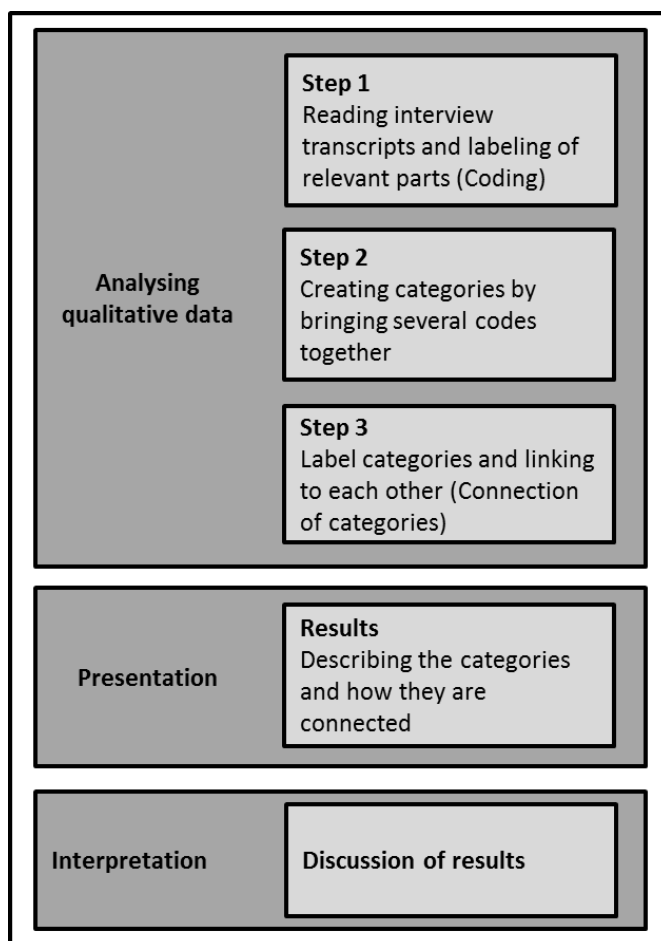 Step 1
Reading interview
transcripts and labeling of
relevant parts (Coding)
Analysing
qualitative data
Step 2
Creating categories by
bringing several codes
together
Step 3
Label categories and linking
to each other (Connection
of categories)
Presentation
Results
Describing the categories
and how they are
connected
Interpretation
Discussion of results